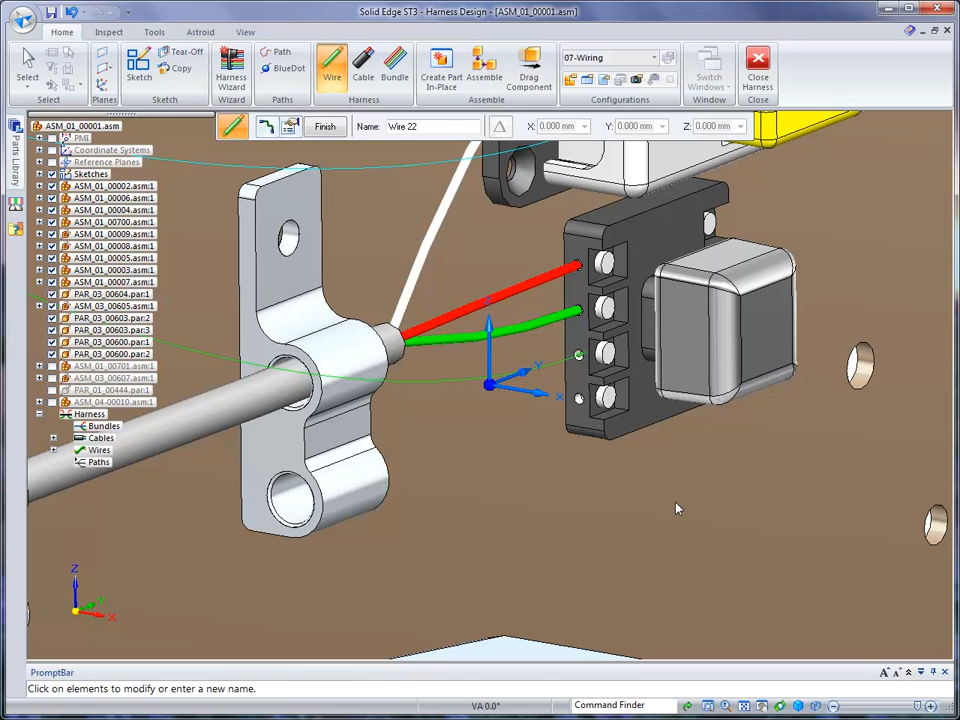 Solid Edge ST3 - Harness Design - [ASM_01_00001.asm]
Home Inspect Tools Astroid View
Select
Select
Planes
Sketch
Tear-Off
Copy
Sketch
Harness
Wizard
Wizard
Path
BlueDot
Paths
Wire
Cable
Bundle
Harness
Create Part
In-Place
Assemble
Drag
Component
Assemble
07-Wiring
Configurations
Switch
Windows
Window
Close
Harness
Close
Finish Name: Wire 22 X: 0.000 mm Y: 0.000 mm Z: 0.000 mm
Parts Library
ASM_01_00001.asm
PMI
Coordinate Systems
Reference Planes
Sketches
ASM_01_00002.asm:1
ASM_01_00006.asm:1
ASM_01_00004.asm:1
ASM_01_00700.asm:1
ASM_01_00009.asm:1
ASM_01_00008.asm:1
ASM_01_00005.asm:1
ASM_01_00003.asm:1
ASM_01_00007.asm:1
PAR_03_00604.par:1
ASM_03_00605.asm:1
PAR_03_00603.par:2
PAR_03_00603.par:3
PAR_03_00600.par:1
PAR_03_00600.par:2
ASM_01_00701.asm:1
ASM_03_00607.asm:1
PAR_01_00444.par:1
ASM_04-00010.asm:1
Harness
Bundles
Cables
Wires
Paths
Z
Y
X
Z
Y
X
PromptBar
Click on elements to modify or enter a new name.
VA 0.0° Command Finder